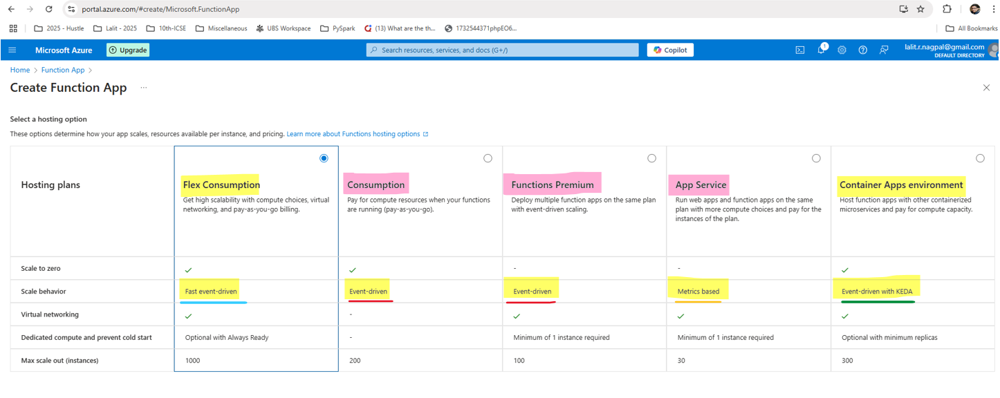 portal.azure.com/#create/Microsoft.FunctionApp
2025 - Hustle Lalit - 2025 10th-ICSE Miscellaneous UBS Workspace PySpark (13) What are the th... 1732544371phpEO6... All Bookmarks
Microsoft Azure Upgrade Search resources, services, and docs (G+/) Copilot 1 lalit.r.nagpal@gmail.com
DEFAULT DIRECTORY
Home > Function App >
Create Function App ...
Select a hosting option
These options determine how your app scales, resources available per instance, and pricing. Learn more about Functions hosting options
Hosting plans
Flex Consumption
Get high scalability with compute choices, virtual
networking, and pay-as-you-go billing.
Consumption
Pay for compute resources when your functions
are running (pay-as-you-go).
Functions Premium
Deploy multiple function apps on the same plan
with event-driven scaling.
App Service
Run web apps and function apps on the same
plan with more compute choices and pay for the
instances of the plan.
Container Apps environment
Host function apps with other containerized
microservices and pay for compute capacity.
Scale to zero - -
Scale behavior Fast event-driven Event-driven Event-driven Metrics based Event-driven with KEDA
Virtual networking -
Dedicated compute and prevent cold start Optional with Always Ready - Minimum of 1 instance required Minimum of 1 instance required Optional with minimum replicas
Max scale out (instances) 1000 200 100 30 300